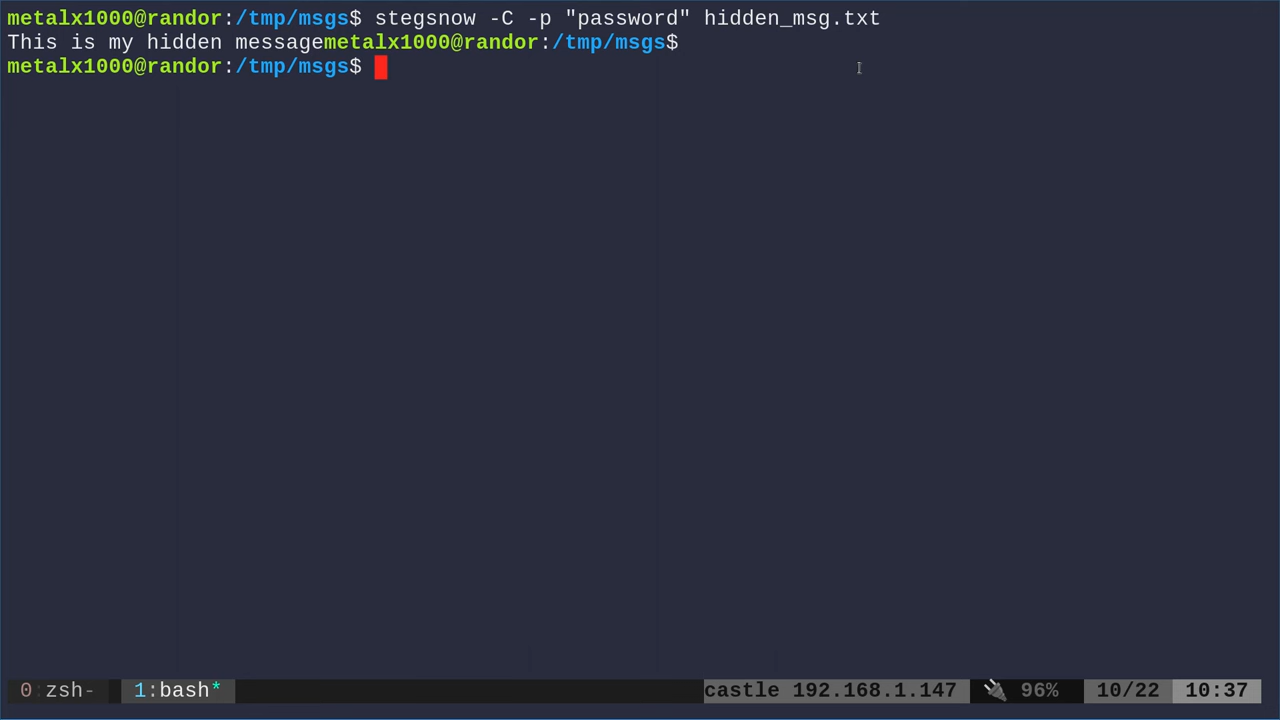 metalx1000@randor:/tmp/msgs$ stegsnow -C -p "password" hidden_msg.txt
This is my hidden messagemetalx1000@randor:/tmp/msgs$
metalx1000@randor:/tmp/msgs$
0:zsh- 1:bash* castle 192.168.1.147 🔌 96% 10/22 10:37